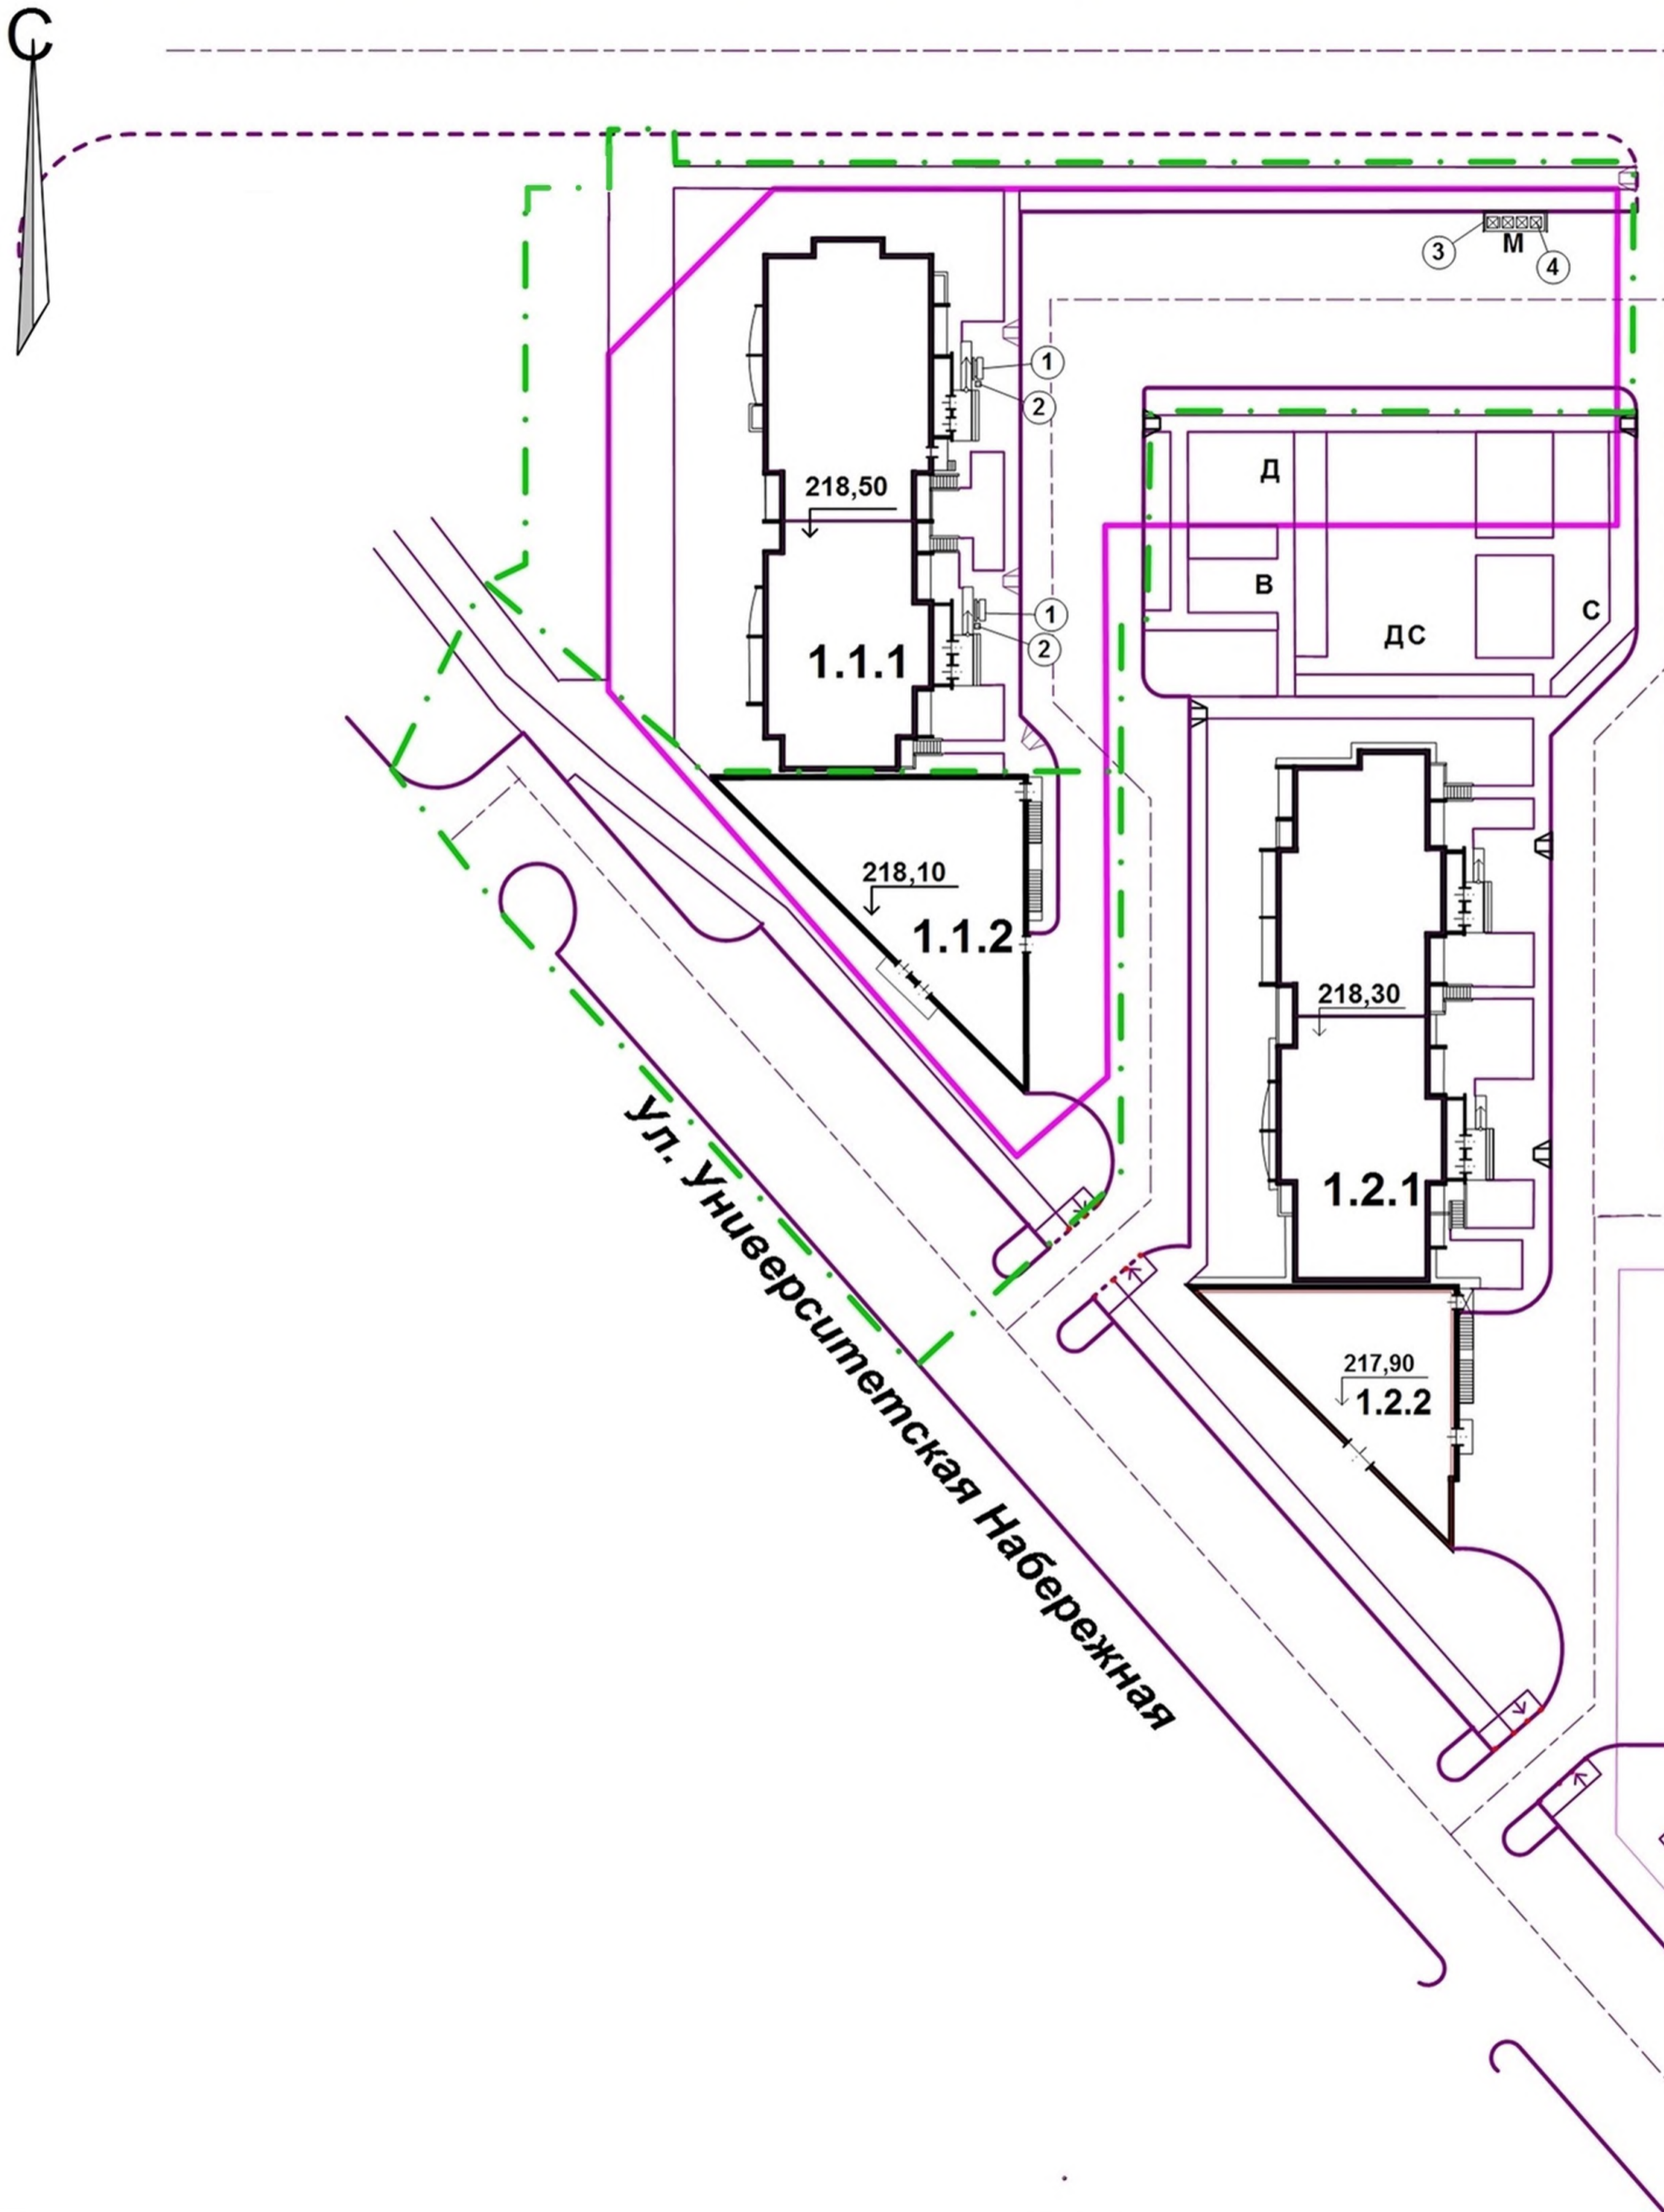 С
3
М
4
1
2
218,50
Д
В
С
1
ДС
2
1.1.1
218,10
1.1.2
218,30
ул. Университетская Набережная
1.2.1
217,90
1.2.2